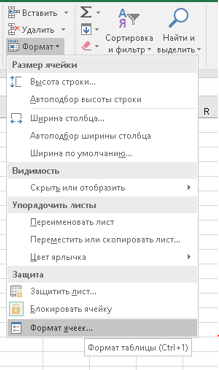 Вставить
Удалить
Формат
Сортировка и фильтр
Найти и выделить
Размер ячейки
Высота строки...
Автоподбор высоты строки
Ширина столбца...
Автоподбор ширины столбца
Ширина по умолчанию...
Видимость
Скрыть или отобразить
Упорядочить листы
Переименовать лист
Переместить или скопировать лист...
Цвет ярлычка
Защита
Защитить лист...
Блокировать ячейку
Формат ячеек...
Формат таблицы (Ctrl+1)
R